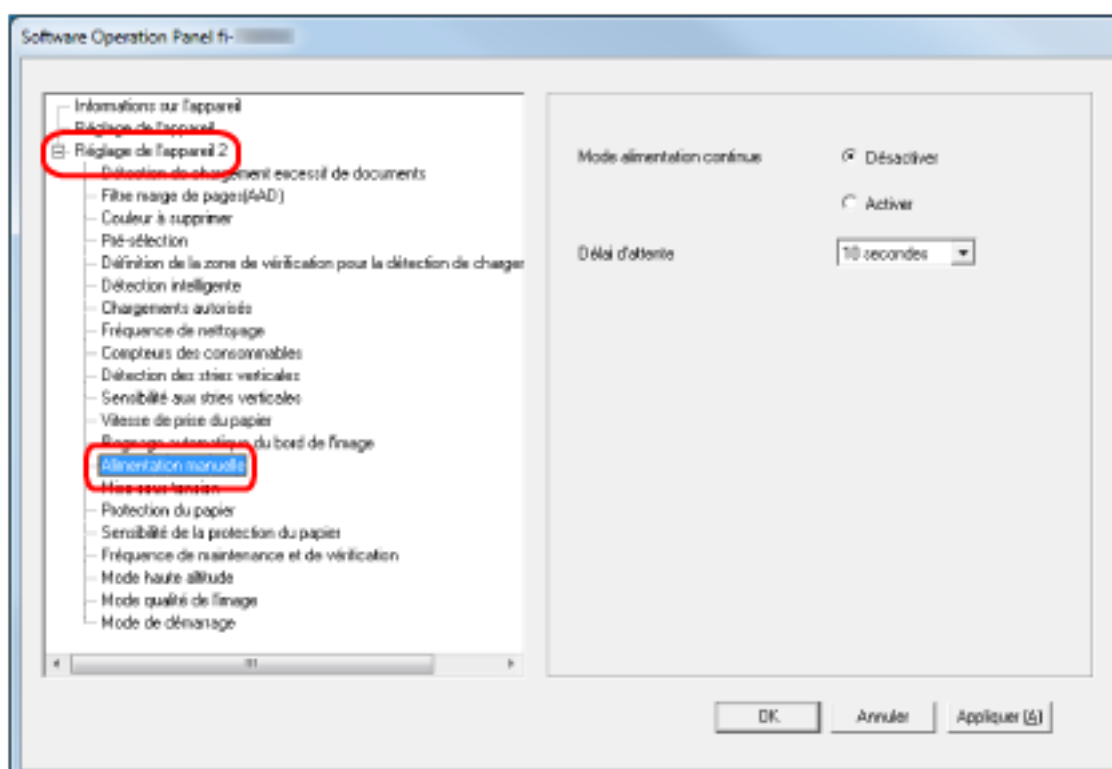 Software Operation Panel fi-
Informations sur l'appareil
Réglage de l'appareil
Réglage de l'appareil 2
Détection de chargement excessif de documents
Filtre marge de pages(AAD)
Couleur à supprimer
Pré-sélection
Définition de la zone de vérification pour la détection de charger
Détection intelligente
Chargements autorisés
Fréquence de nettoyage
Compteurs des consommables
Détection des stries verticales
Sensibilité aux stries verticales
Vitesse de prise du papier
Rognage automatique du bord de l'image
Alimentation manuelle
Mise sous tension
Protection du papier
Sensibilité de la protection du papier
Fréquence de maintenance et de vérification
Mode haute altitude
Mode qualité de l'image
Mode de démarrage
Mode alimentation continue
Désactiver
Activer
Délai d'attente
10 secondes
OK
Annuler
Appliquer (A)